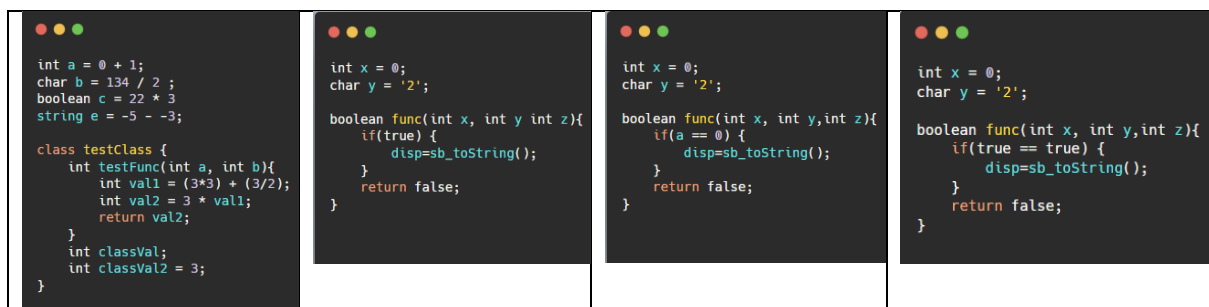 int a = 0 + 1;
char b = 134 / 2 ;
boolean c = 22 * 3
string e = -5 - -3;
class testClass {
int testFunc(int a, int b){
int val1 = (3*3) + (3/2);
int val2 = 3 * val1;
return val2;
}
int classVal;
int classVal2 = 3;
}
int x = 0;
char y = '2';
boolean func(int x, int y int z){
if(true) {
disp=sb_toString();
}
return false;
}
int x = 0;
char y = '2';
boolean func(int x, int y,int z){
if(a == 0) {
disp=sb_toString();
}
return false;
}
int x = 0;
char y = '2';
boolean func(int x, int y,int z){
if(true == true) {
disp=sb_toString();
}
return false;
}